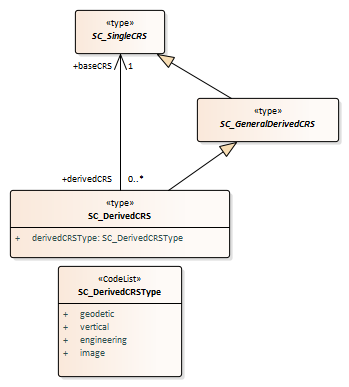 «type»
SC_SingleCRS
+baseCRS 1
«type»
SC_GeneralDerivedCRS
+derivedCRS 0..*
«type»
SC_DerivedCRS
+ derivedCRSType: SC_DerivedCRSType
«CodeList»
SC_DerivedCRSType
+ geodetic
+ vertical
+ engineering
+ image